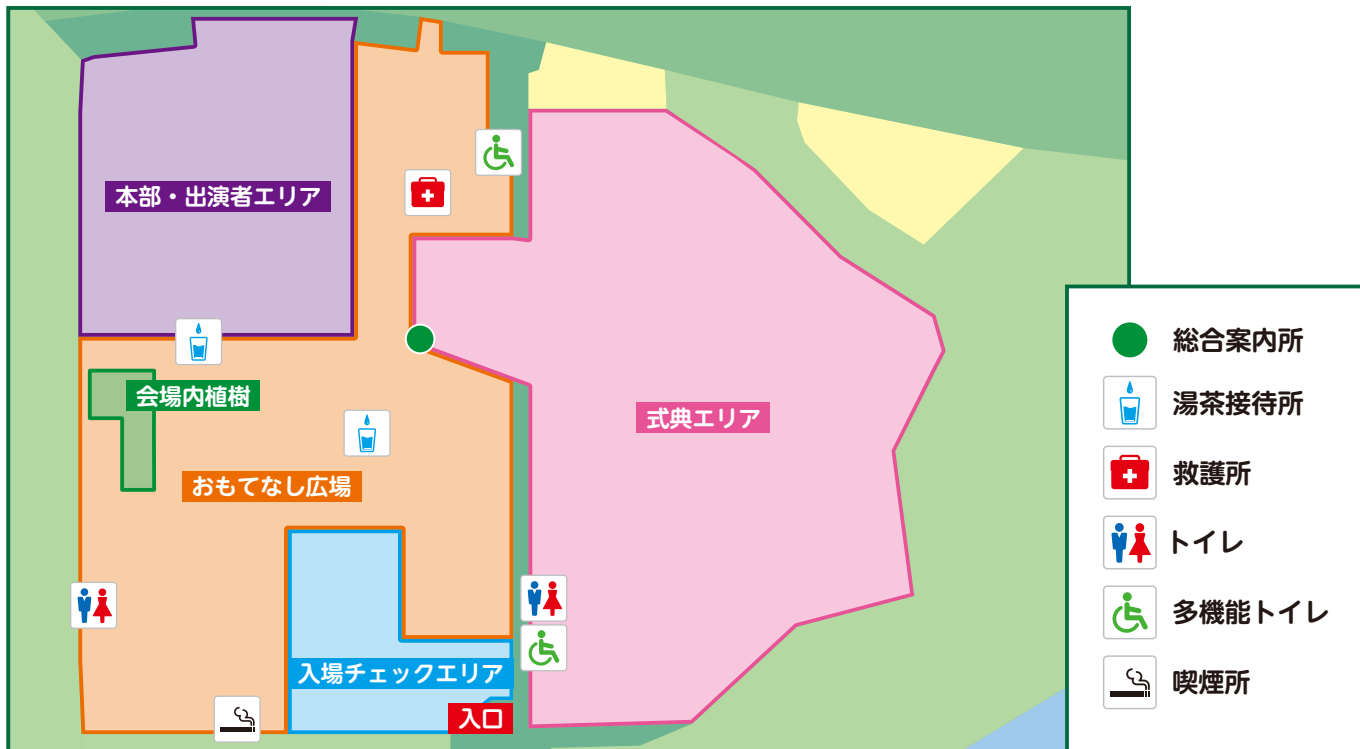 本部・出演者エリア
会場内植樹
式典エリア
おもてなし広場
入場チェックエリア
入口
総合案内所
湯茶接待所
救護所
トイレ
多機能トイレ
喫煙所